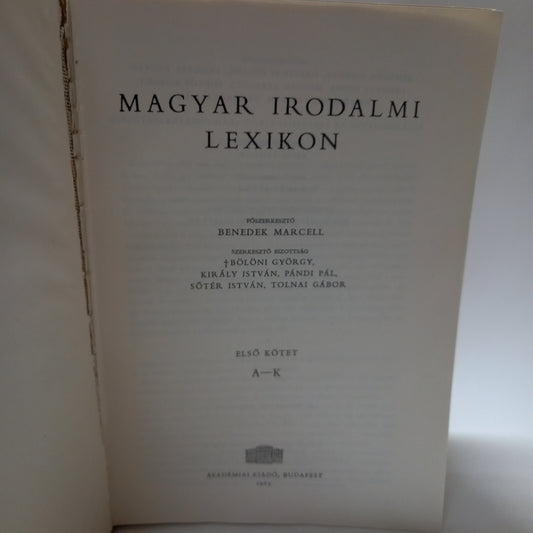 MAGYAR IRODALMI
LEXIKON
FŐSZERKESZTŐ
BENEDEK MARCELL
SZERKESZTŐ BIZOTTSÁG
†BÖLÖNI GYÖRGY,
KIRÁLY ISTVÁN, PÁNDI PÁL,
SŐTÉR ISTVÁN, TOLNAI GÁBOR
ELSŐ KÖTET
A—K
AKADÉMIAI KIADÓ, BUDAPEST
1963